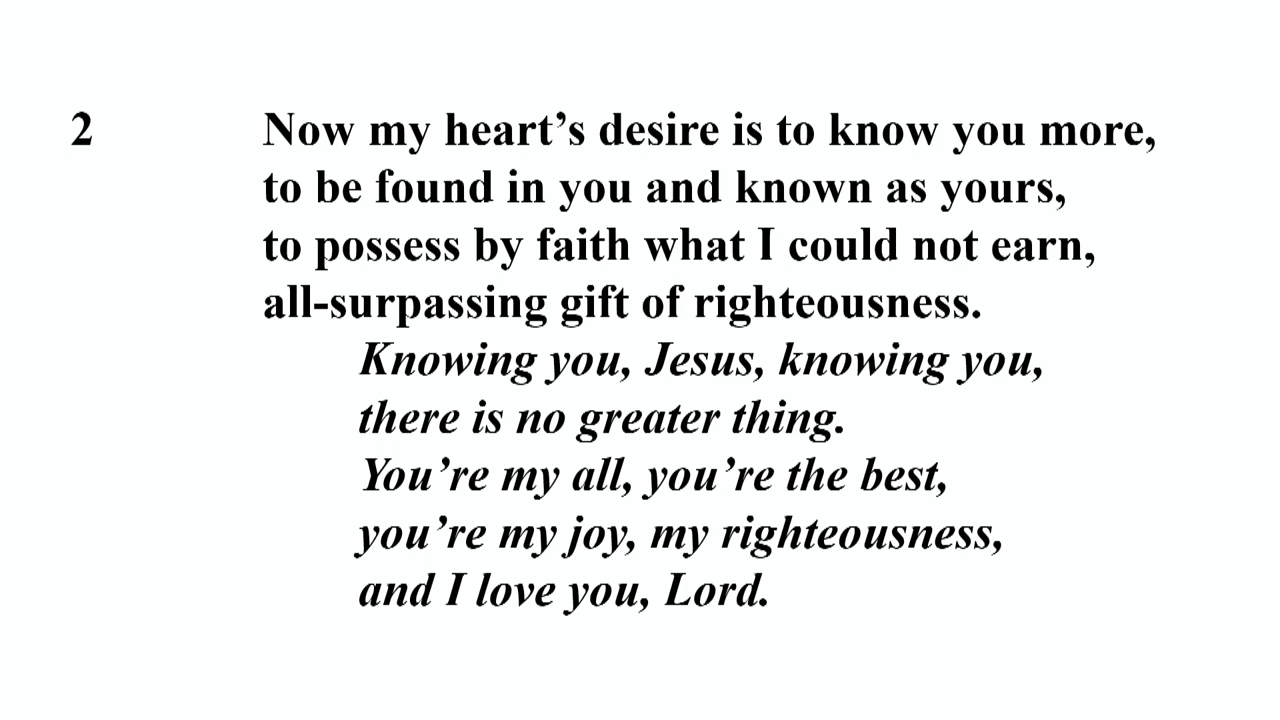 2 Now my heart’s desire is to know you more,
to be found in you and known as yours,
to possess by faith what I could not earn,
all-surpassing gift of righteousness.
Knowing you, Jesus, knowing you,
there is no greater thing.
You’re my all, you’re the best,
you’re my joy, my righteousness,
and I love you, Lord.